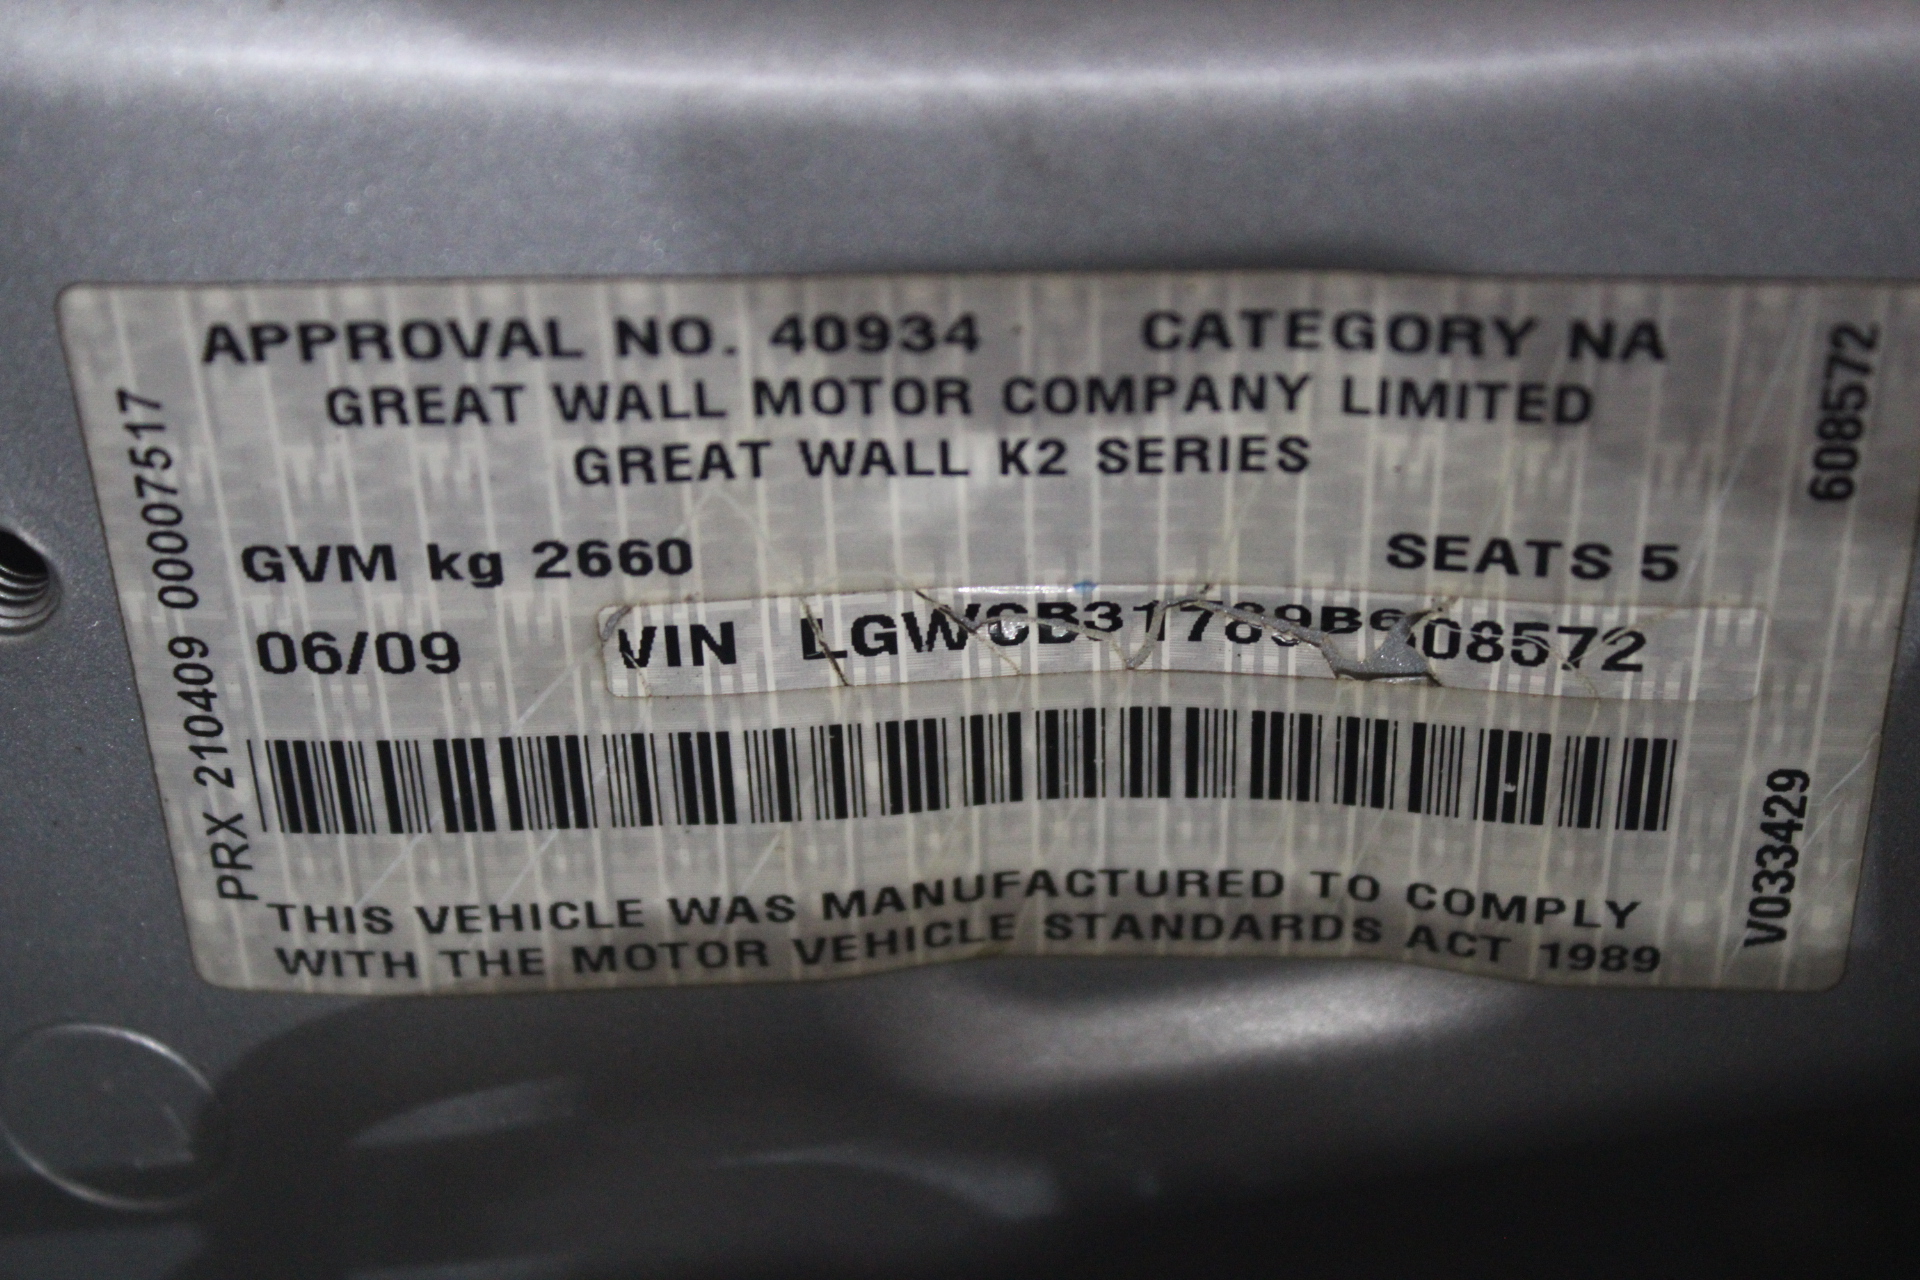 APPROVAL NO. 40934 CATEGORY NA
GREAT WALL MOTOR COMPANY LIMITED
GREAT WALL K2 SERIES
GVM kg 2660 SEATS 5
06/09 VIN LGWCB31789B608572
THIS VEHICLE WAS MANUFACTURED TO COMPLY
WITH THE MOTOR VEHICLE STANDARDS ACT 1989
PRX 210409 000007517
608572
V033429